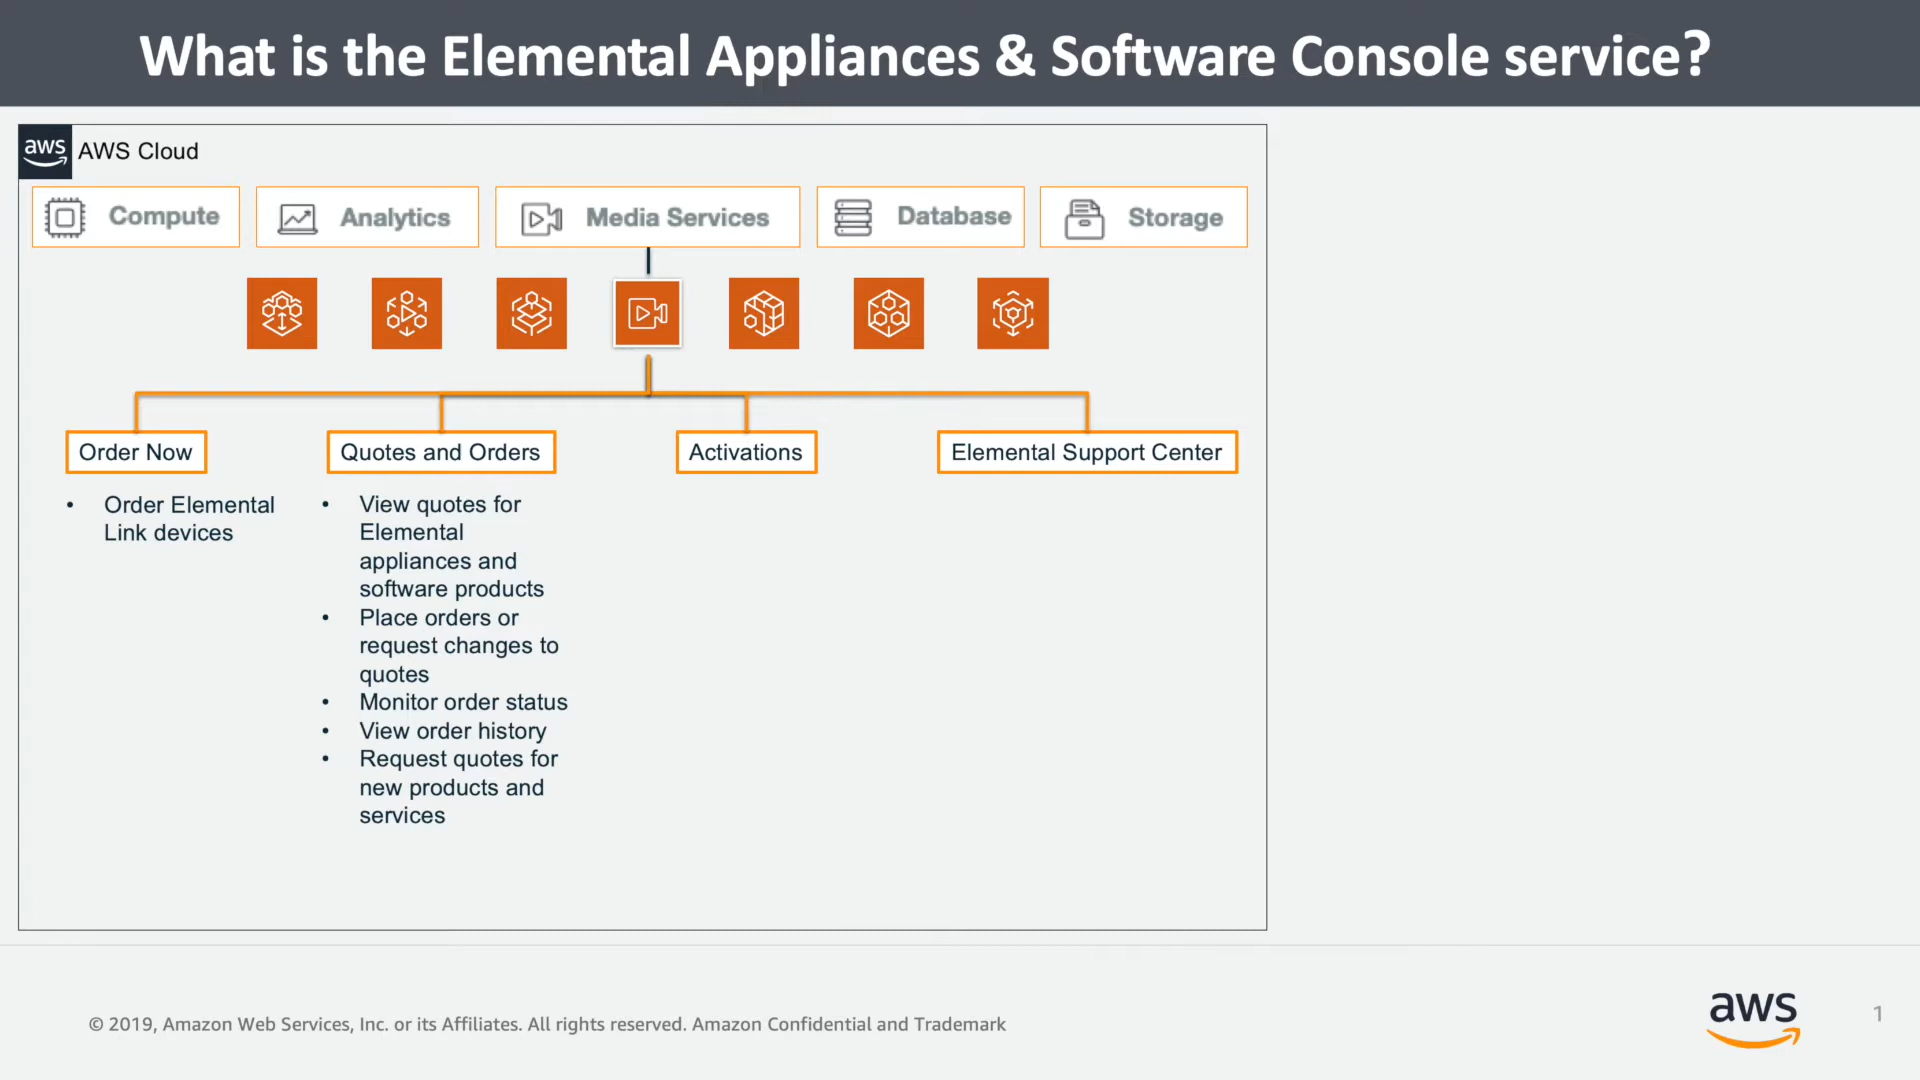 What is the Elemental Appliances & Software Console service?
aws
AWS Cloud
Compute
Analytics
Media Services
Database
Storage
Order Now
Quotes and Orders
Activations
Elemental Support Center
• Order Elemental
Link devices
• View quotes for
Elemental
appliances and
software products
• Place orders or
request changes to
quotes
• Monitor order status
• View order history
• Request quotes for
new products and
services
© 2019, Amazon Web Services, Inc. or its Affiliates. All rights reserved. Amazon Confidential and Trademark
aws
1